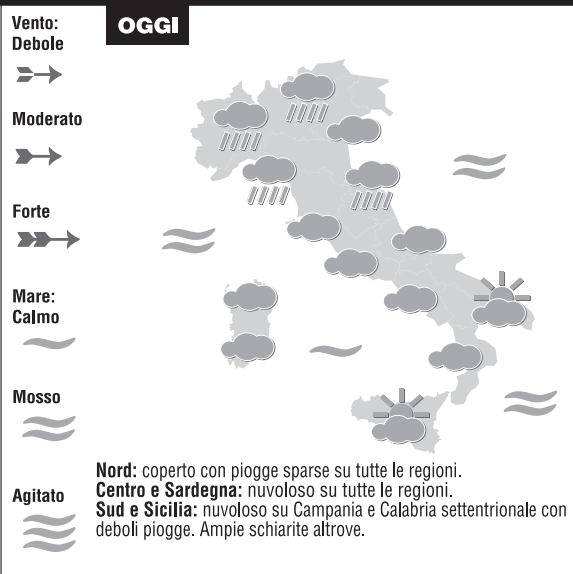 OGGI
Vento:
Debole
Moderato
Forte
Mare:
Calmo
Mosso
Agitato
Nord: coperto con piogge sparse su tutte le regioni.
Centro e Sardegna: nuvoloso su tutte le regioni.
Sud e Sicilia: nuvoloso su Campania e Calabria settentrionale con
deboli piogge. Ampie schiarite altrove.